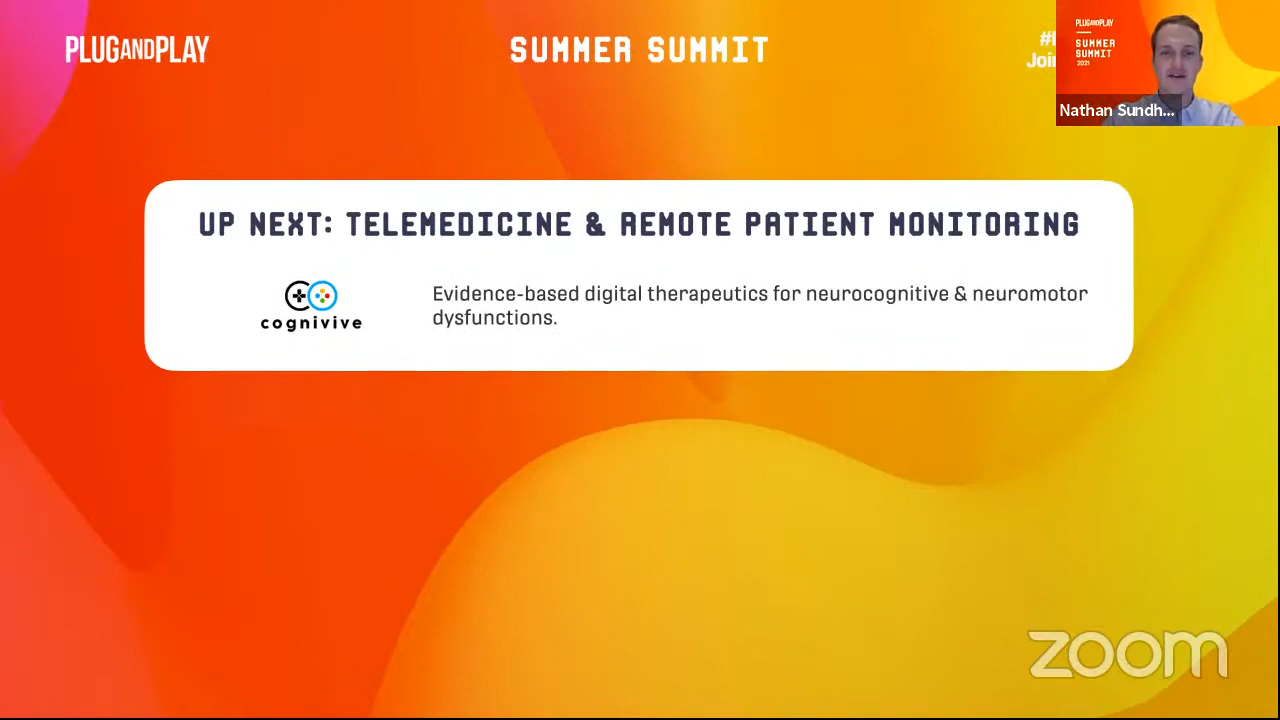 PLUGANDPLAY
SUMMER SUMMIT
PLUGANDPLAY
SUMMER
SUMMIT
2021
Nathan Sundh...
UP NEXT: TELEMEDICINE & REMOTE PATIENT MONITORING
cognivive
Evidence-based digital therapeutics for neurocognitive & neuromotor
dysfunctions.
zoom